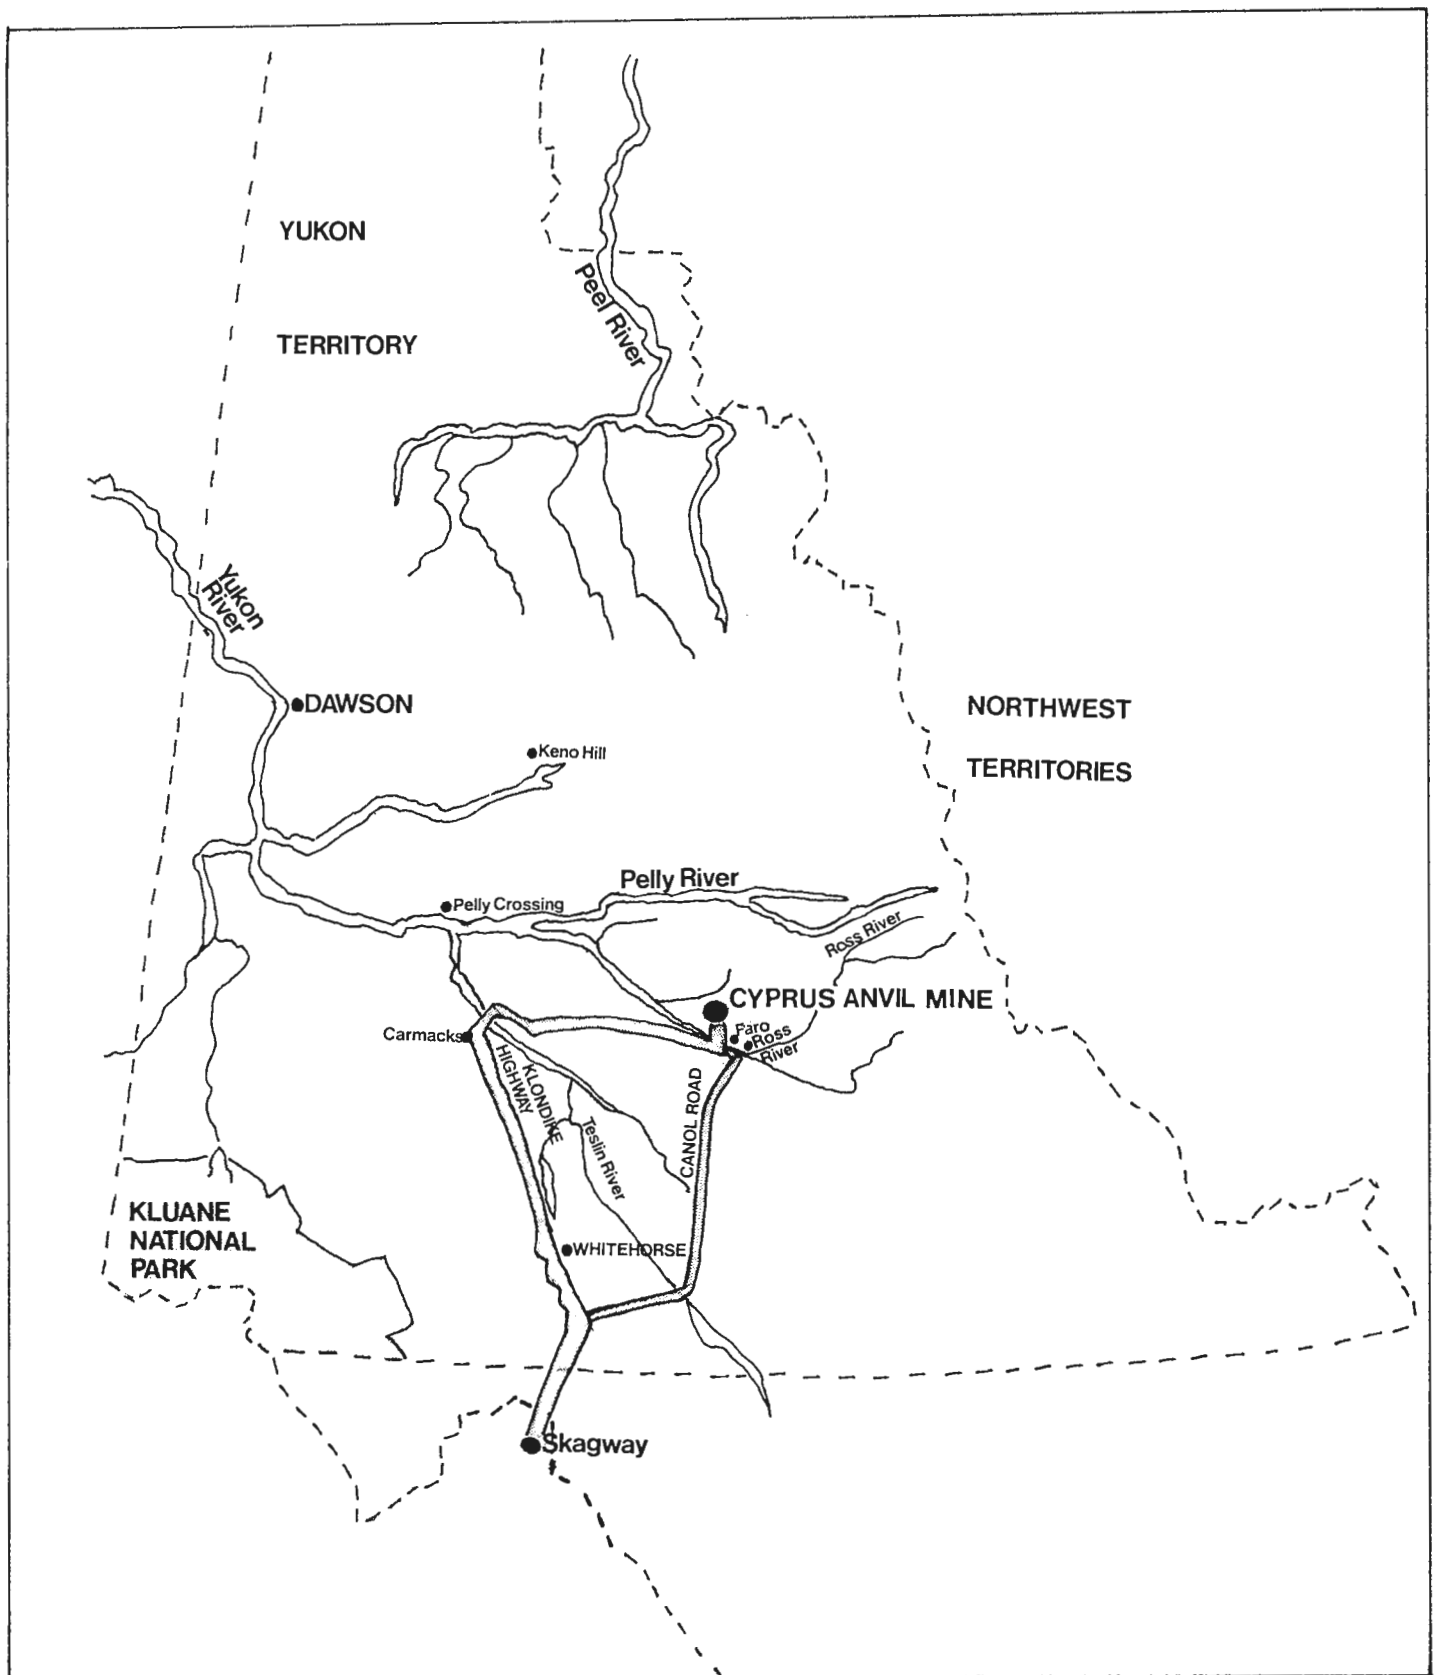 YUKON
TERRITORY
Peel River
Yukon
River
DAWSON
NORTHWEST
TERRITORIES
Keno Hill
Pelly River
Pelly Crossing
Ross River
CYPRUS ANVIL MINE
Carmacks
Faro
Ross
River
KLONDIKE
HIGHWAY
CANOL ROAD
Teslin River
KLUANE
NATIONAL
PARK
WHITEHORSE
Skagway